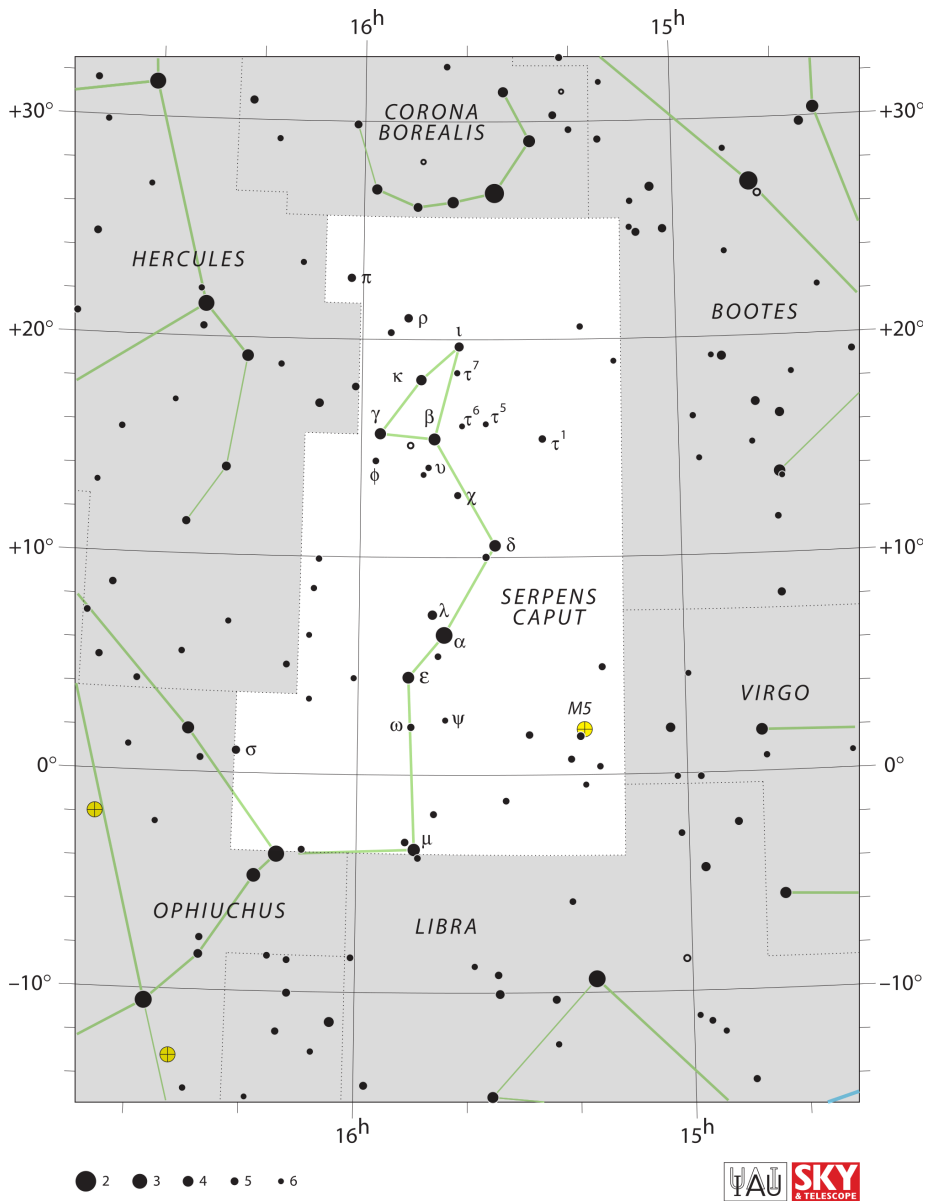 16h 15h
+30° +30°
CORONA
BOREALIS
HERCULES
π
BOOTES
ρ
+20° +20°
ι
κ τ7
γ β τ6 τ5
τ1
ϕ υ
χ
+10° δ +10°
SERPENS
CAPUT
λ
α
ε
VIRGO
M5
ω ψ
σ
0° 0°
μ
OPHIUCHUS
LIBRA
–10° –10°
16h 15h
2 3 4 5 6
IAU
SKY
& TELESCOPE